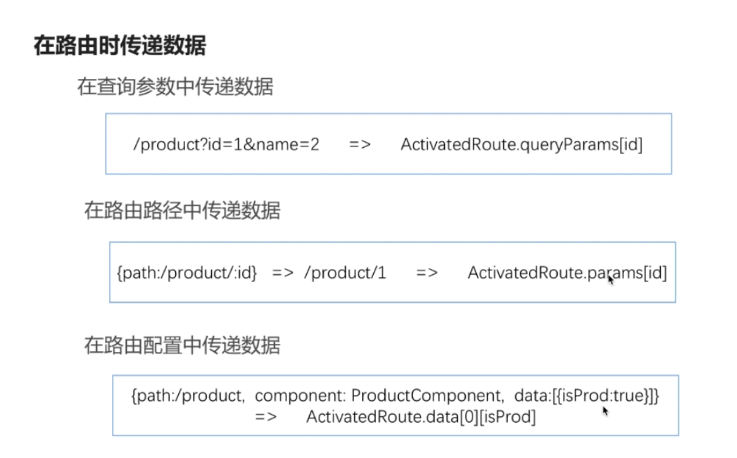 在路由时传递数据
在查询参数中传递数据
/product?id=1&name=2 => ActivatedRoute.queryParams[id]
在路由路径中传递数据
{path:/product/:id} => /product/1 => ActivatedRoute.params[id]
在路由配置中传递数据
{path:/product, component: ProductComponent, data:[{isProd:true}]}
=> ActivatedRoute.data[0][isProd]